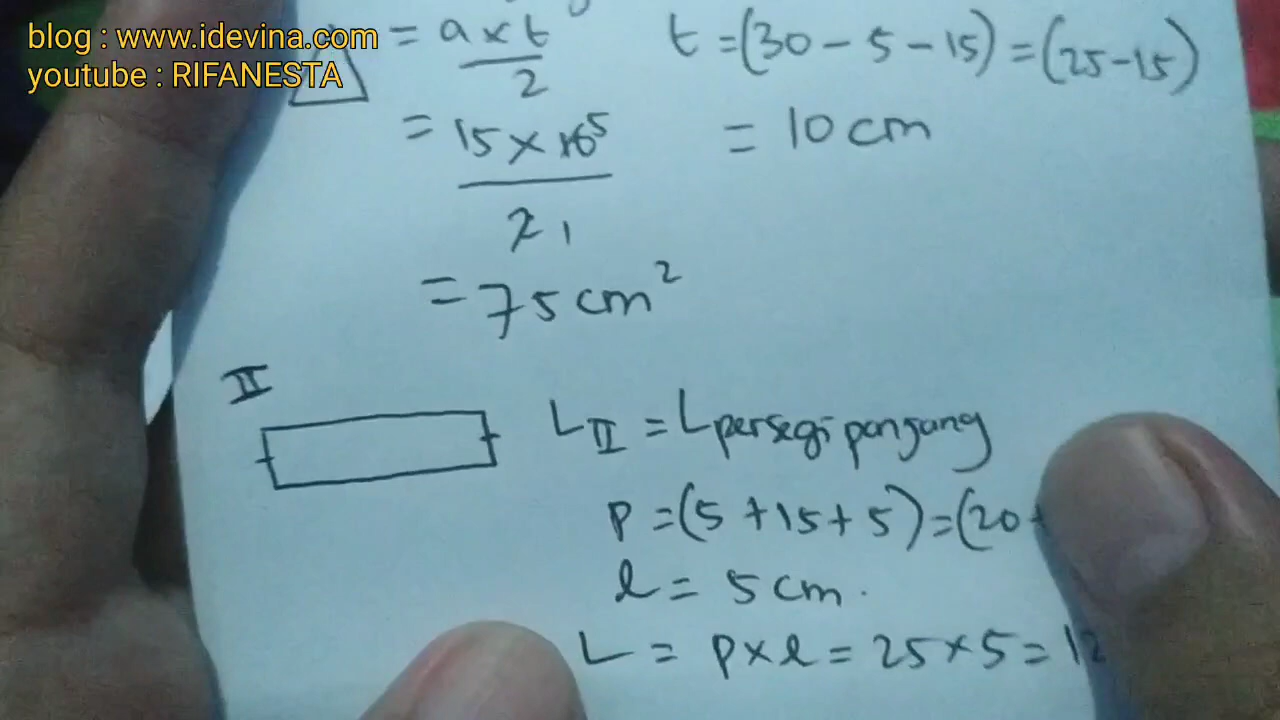 blog : www.idevina.com
youtube : RIFANESTA
= a x t / 2
t = (30 - 5 - 15) = (25 - 15)
= 15 x 10 5 / 2 1
= 10 cm
= 75 cm²
II
L II = L persegi panjang
p = (5 + 15 + 5) = (20 +
l = 5 cm.
L = p x l = 25 x 5 = 12